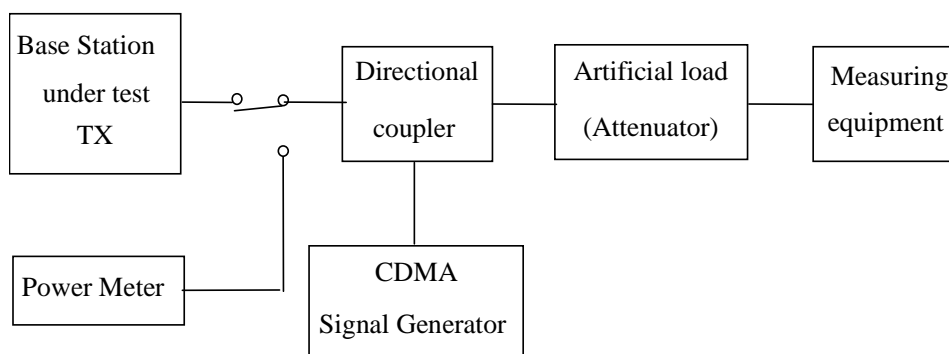 Base Station
under test
TX
Directional
coupler
Artificial load
(Attenuator)
Measuring
equipment
Power Meter
CDMA
Signal Generator